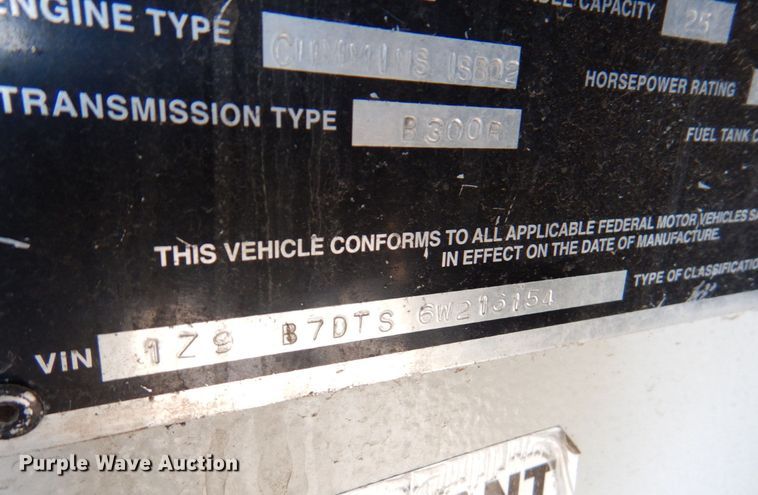 ENGINE TYPE CUMMINS ISB02
CAPACITY 25
HORSEPOWER RATING
TRANSMISSION TYPE B300R
FUEL TANK
THIS VEHICLE CONFORMS TO ALL APPLICABLE FEDERAL MOTOR VEHICLES
IN EFFECT ON THE DATE OF MANUFACTURE.
TYPE OF CLASSIFICATION
VIN 1Z9 B7DTS 6W216154
Purple Wave Auction